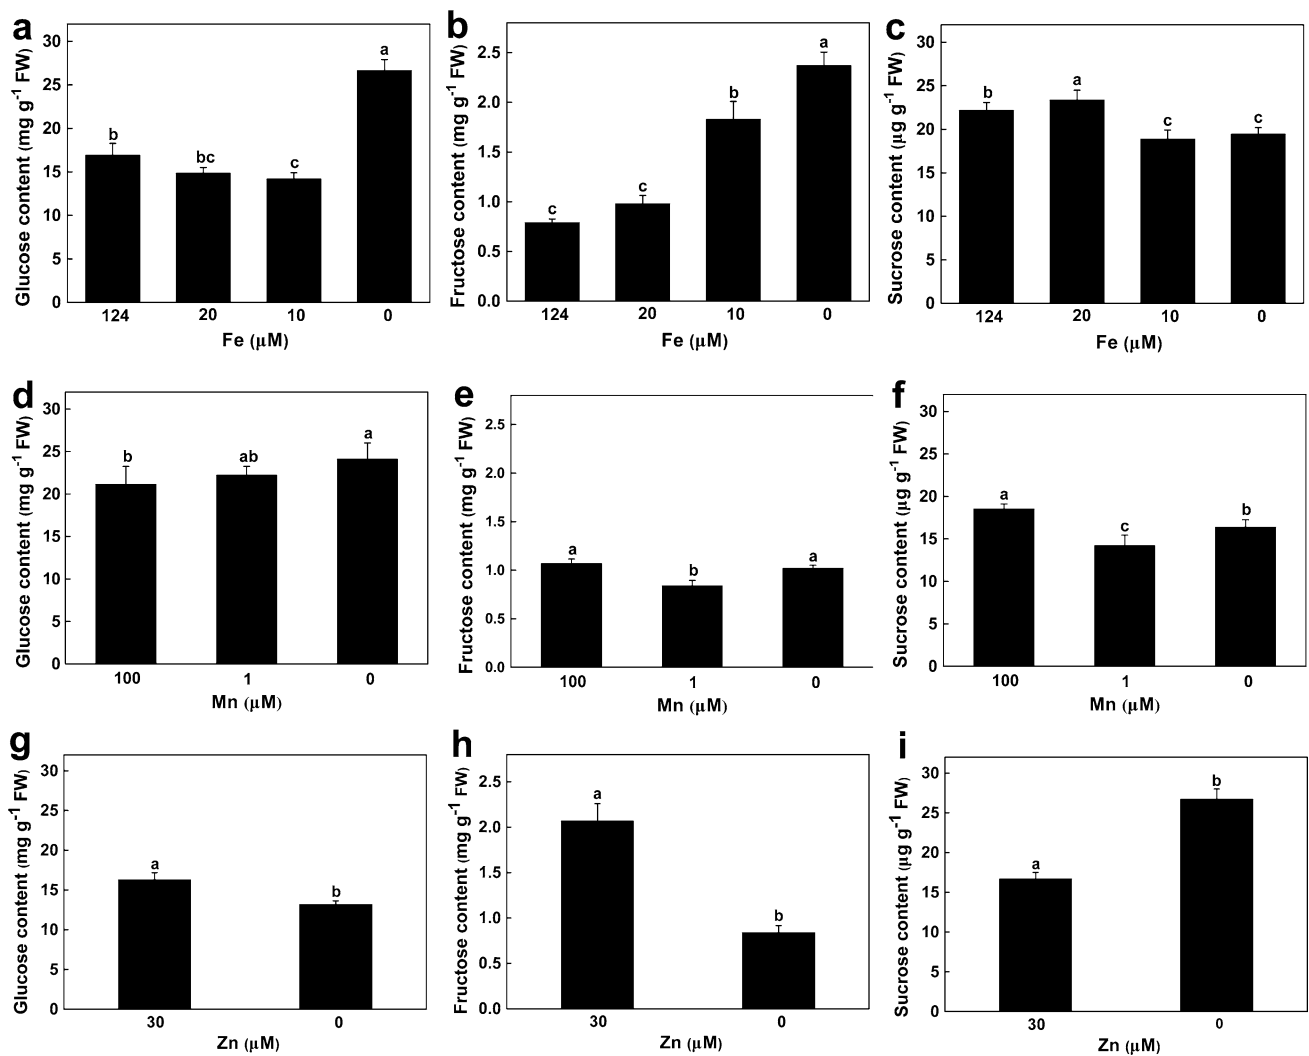 a
Glucose content (mg g-1 FW)
30
25
20
15
10
5
0
b
bc
c
a
124 20 10 0
Fe (μM)
b
Fructose content (mg g-1 FW)
2.5
2.0
1.5
1.0
0.5
0.0
c
c
b
a
124 20 10 0
Fe (μM)
c
Sucrose content (μg g-1 FW)
30
25
20
15
10
5
0
b
a
c
c
124 20 10 0
Fe (μM)
d
Glucose content (mg g-1 FW)
30
25
20
15
10
5
0
b
ab
a
100 1 0
Mn (μM)
e
Fructose content (mg g-1 FW)
2.5
2.0
1.5
1.0
0.5
0.0
a
b
a
100 1 0
Mn (μM)
f
Sucrose content (μg g-1 FW)
30
25
20
15
10
5
0
a
c
b
100 1 0
Mn (μM)
g
Glucose content (mg g-1 FW)
30
25
20
15
10
5
0
a
b
30 0
Zn (μM)
h
Fructose content (mg g-1 FW)
2.5
2.0
1.5
1.0
0.5
0.0
a
b
30 0
Zn (μM)
i
Sucrose content (μg g-1 FW)
30
25
20
15
10
5
0
a
b
30 0
Zn (μM)